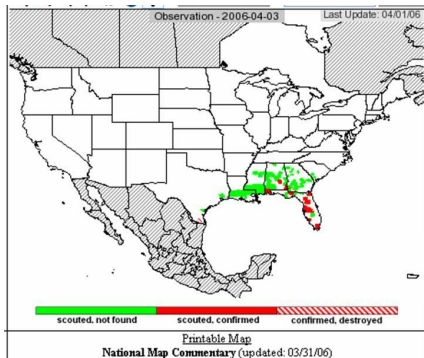 Observation - 2006-04-03
Last Update: 04/01/06
scouted, not found
scouted, confirmed
confirmed, destroyed
Printable Map
National Map Commentary (updated: 03/31/06)